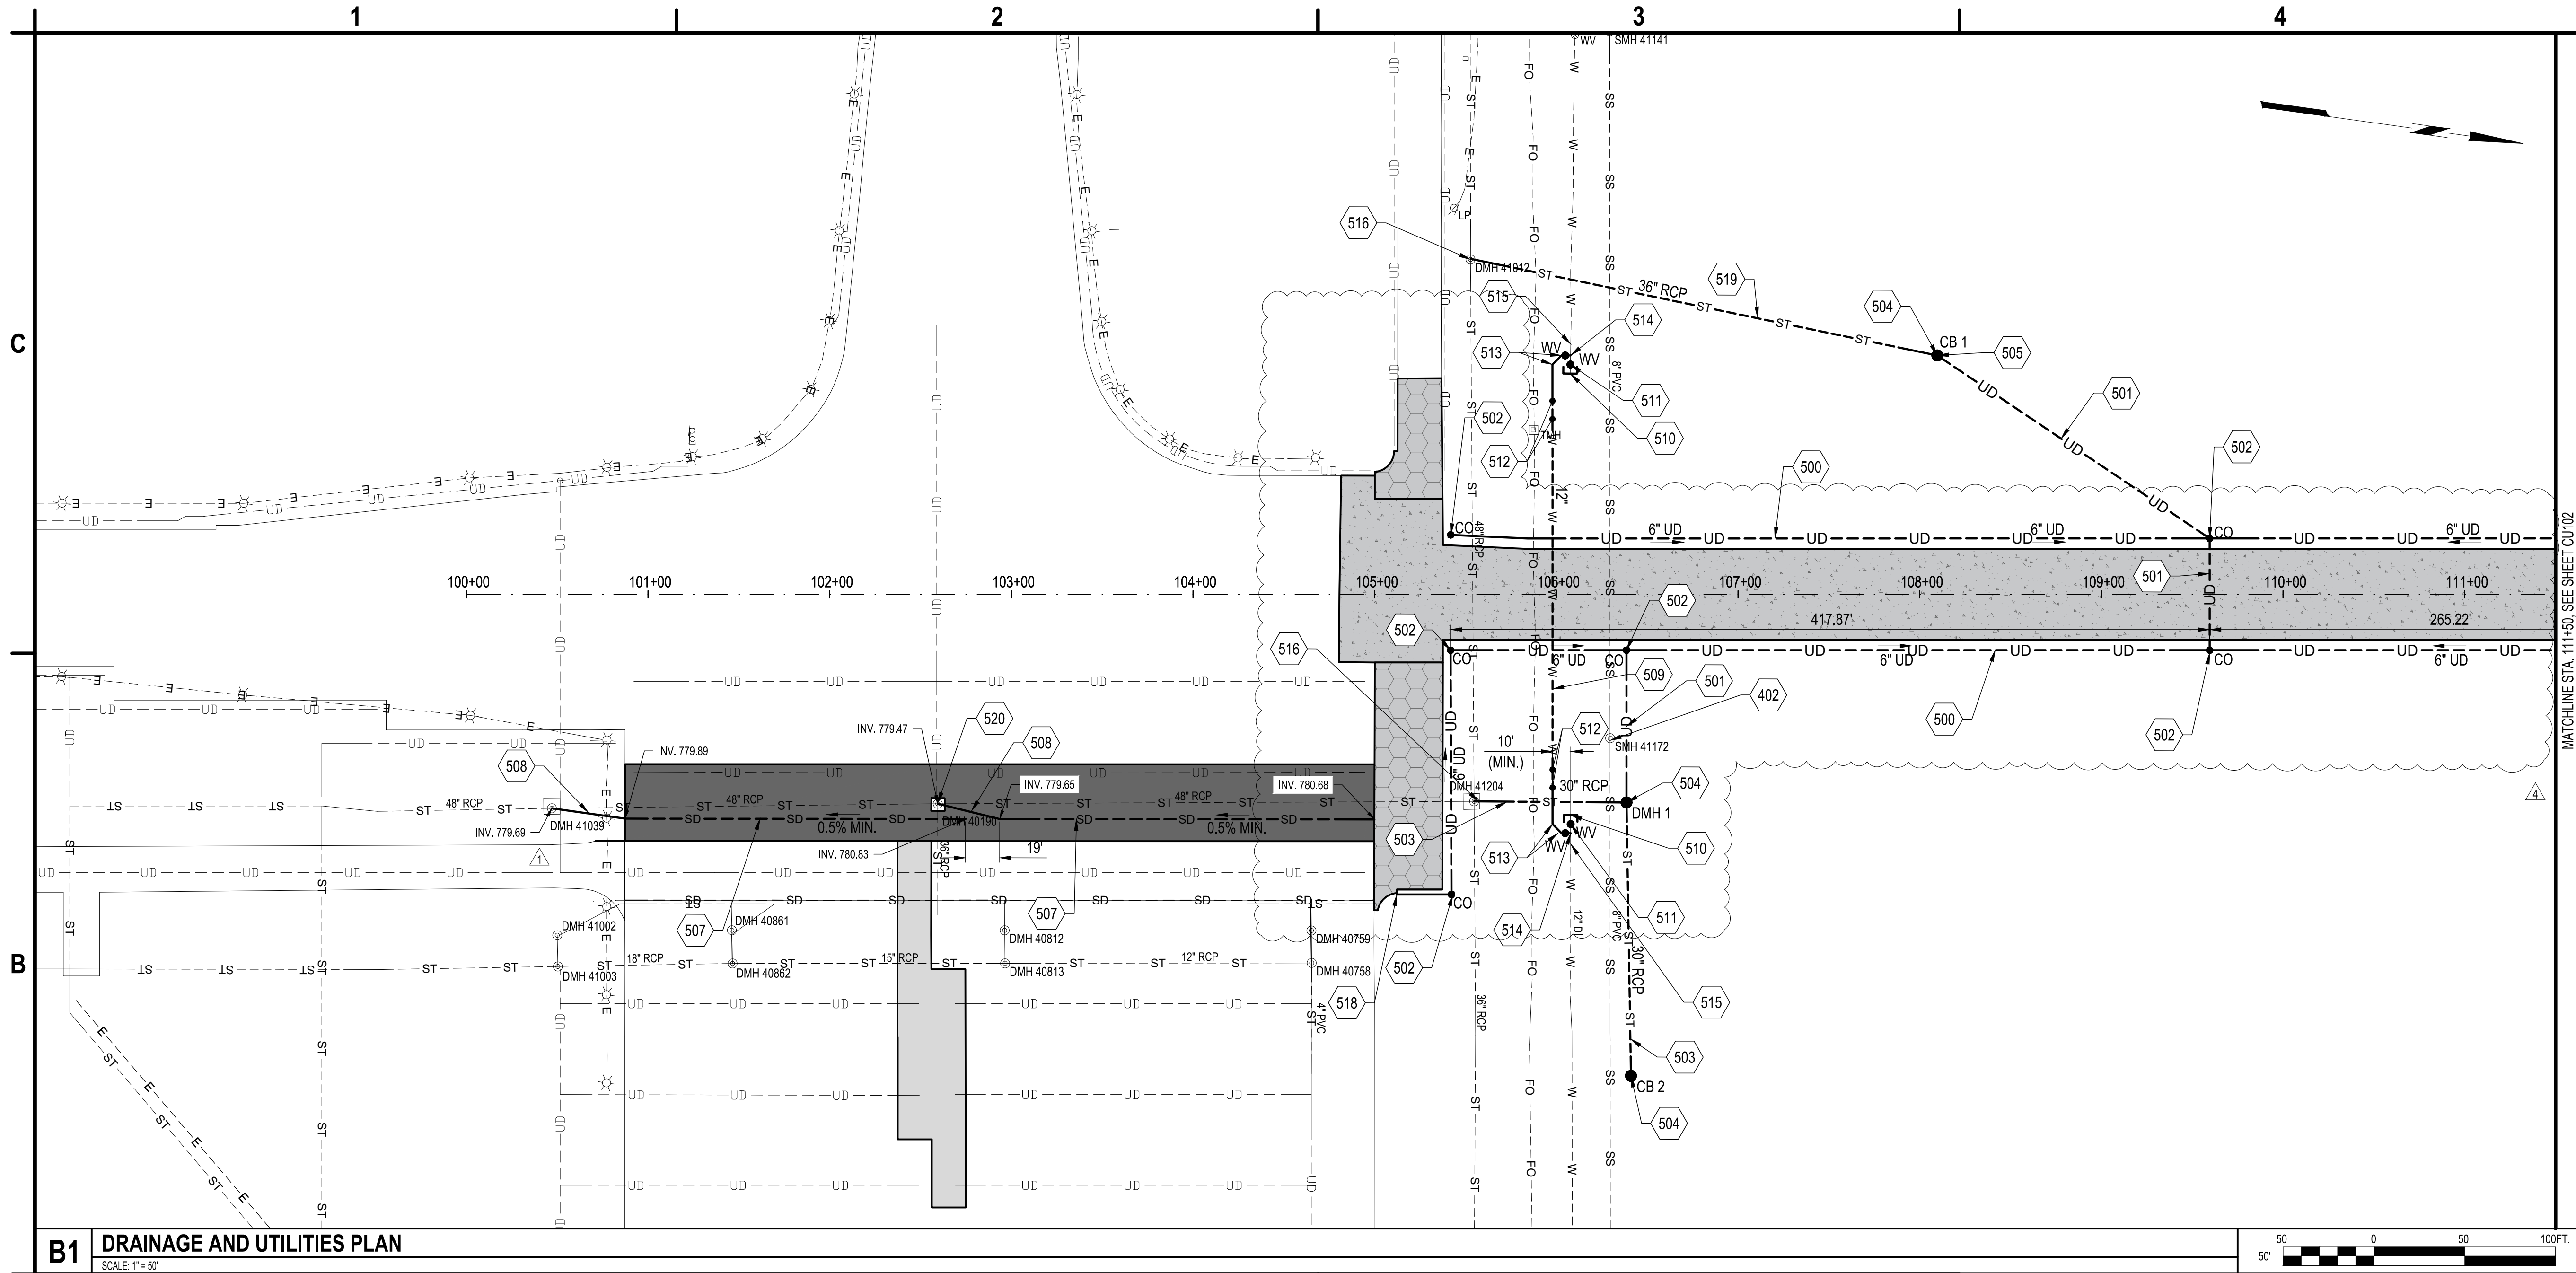 1 2 3 4
C
B
WV
SMH 41141
LP
516
DMH 41012
ST 36" RCP
519
504
CB 1
505
515
514
513
WV
WV
8" PVC
511
510
502
TMH
512
501
500
502
12"
48" RCP
CO
6" UD
6" UD
CO
6" UD
100+00 101+00 102+00 103+00 104+00 105+00 106+00 107+00 108+00 109+00 110+00 111+00
501
502
502
417.87'
265.22'
516
CO
6" UD
CO
6" UD
CO
6" UD
509
501
402
500
502
MATCHLINE STA. 111+50, SEE SHEET CU102
INV. 779.47
520
508
INV. 779.89
508
INV. 779.65
INV. 780.68
512
10'
(MIN.)
SMH 41172
6" UD
DMH 41204
30" RCP
504
DMH 1
48" RCP
48" RCP
48" RCP
DMH 41039
INV. 779.69
DMH 40190
0.5% MIN.
0.5% MIN.
INV. 780.83
19'
36" RCP
1
4
503
513
WV
510
511
514
515
12" DI
8" PVC
30" RCP
CO
502
518
507
507
DMH 41002
DMH 40861
DMH 40812
DMH 40759
DMH 41003
18" RCP
DMH 40862
15" RCP
DMH 40813
12" RCP
DMH 40758
4" PVC
36" RCP
503
CB 2
504
B1 DRAINAGE AND UTILITIES PLAN
SCALE: 1" = 50'
50' 50 0 50 100FT.